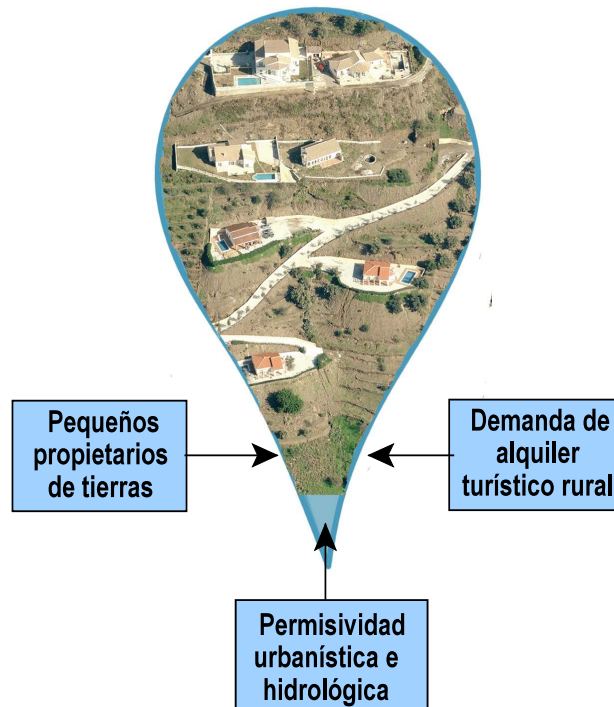 Pequeños
propietarios
de tierras
Demanda de
alquiler
turístico rural
Permisividad
urbanística e
hidrológica